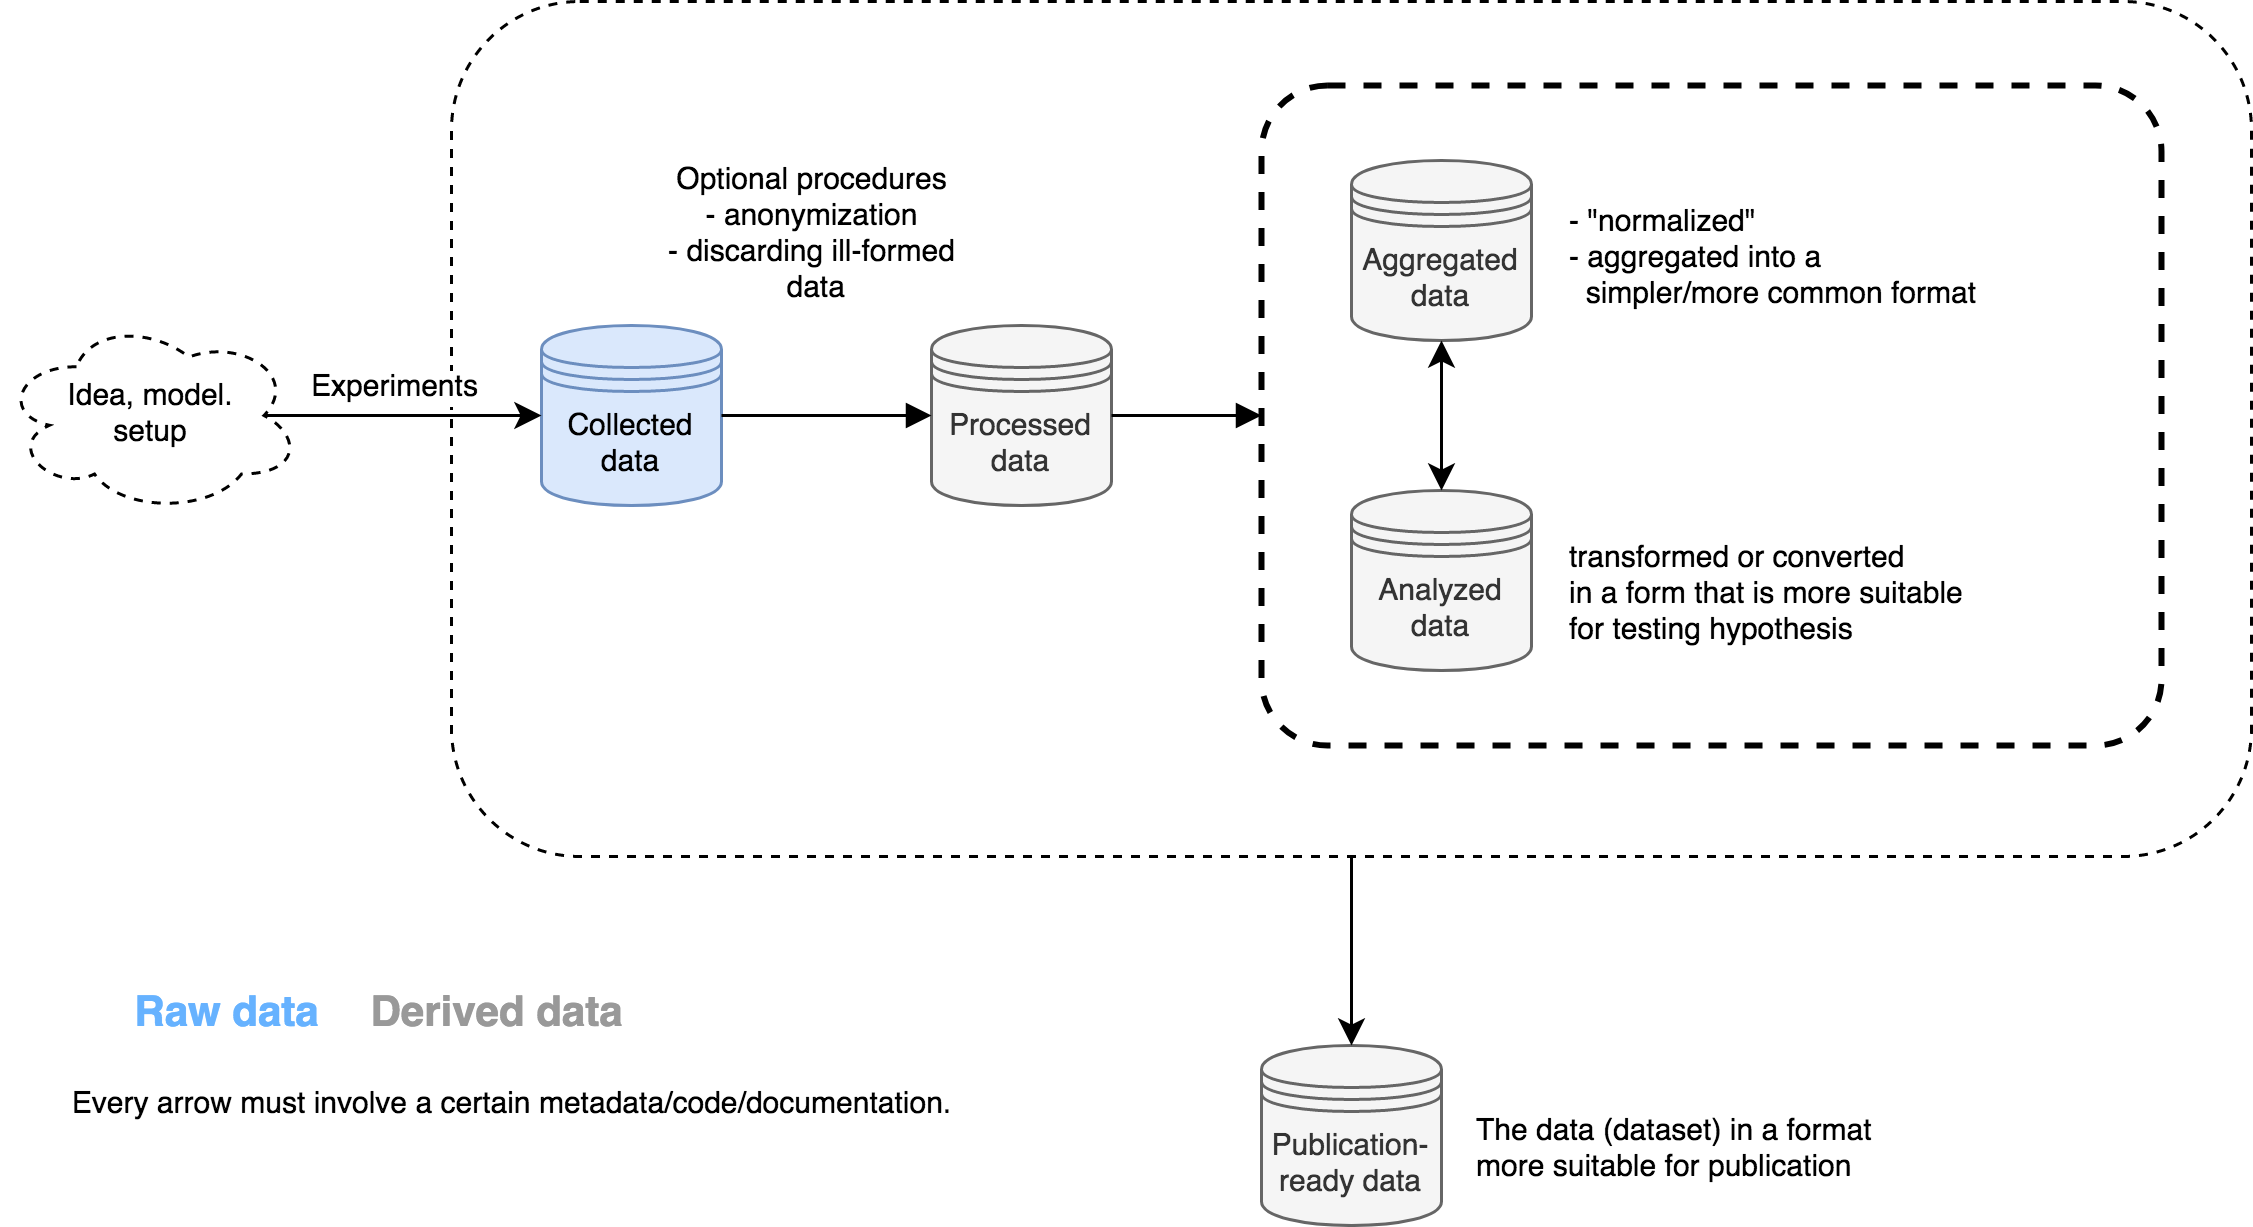 Optional procedures
- anonymization
- discarding ill-formed
data
- "normalized"
- aggregated into a
simpler/more common format
Aggregated
data
Idea, model.
setup
Experiments
Collected
data
Processed
data
Analyzed
data
transformed or converted
in a form that is more suitable
for testing hypothesis
Raw data
Derived data
Every arrow must involve a certain metadata/code/documentation.
Publication-
ready data
The data (dataset) in a format
more suitable for publication